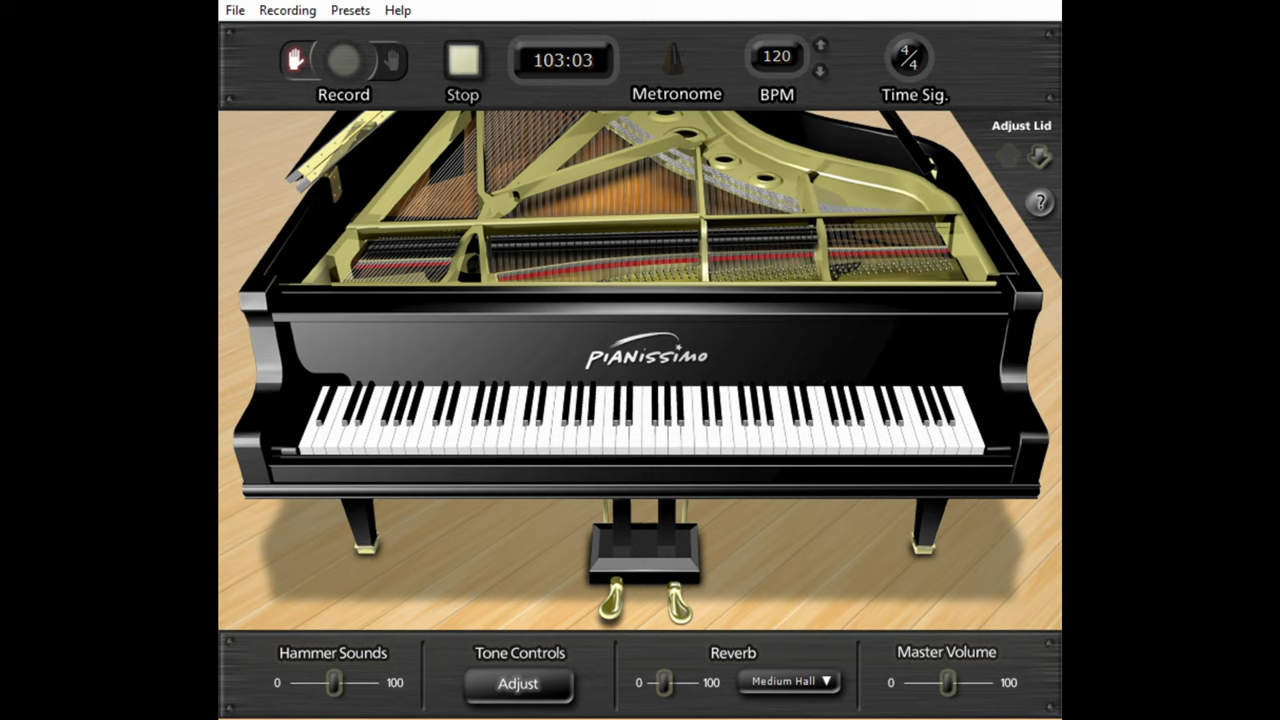 File Recording Presets Help
103:03
120
4/4
Record Stop Metronome BPM Time Sig.
Adjust Lid
?
PIANISSIMO
Hammer Sounds Tone Controls Reverb Master Volume
0 100 Adjust 0 100 Medium Hall ▼ 0 100